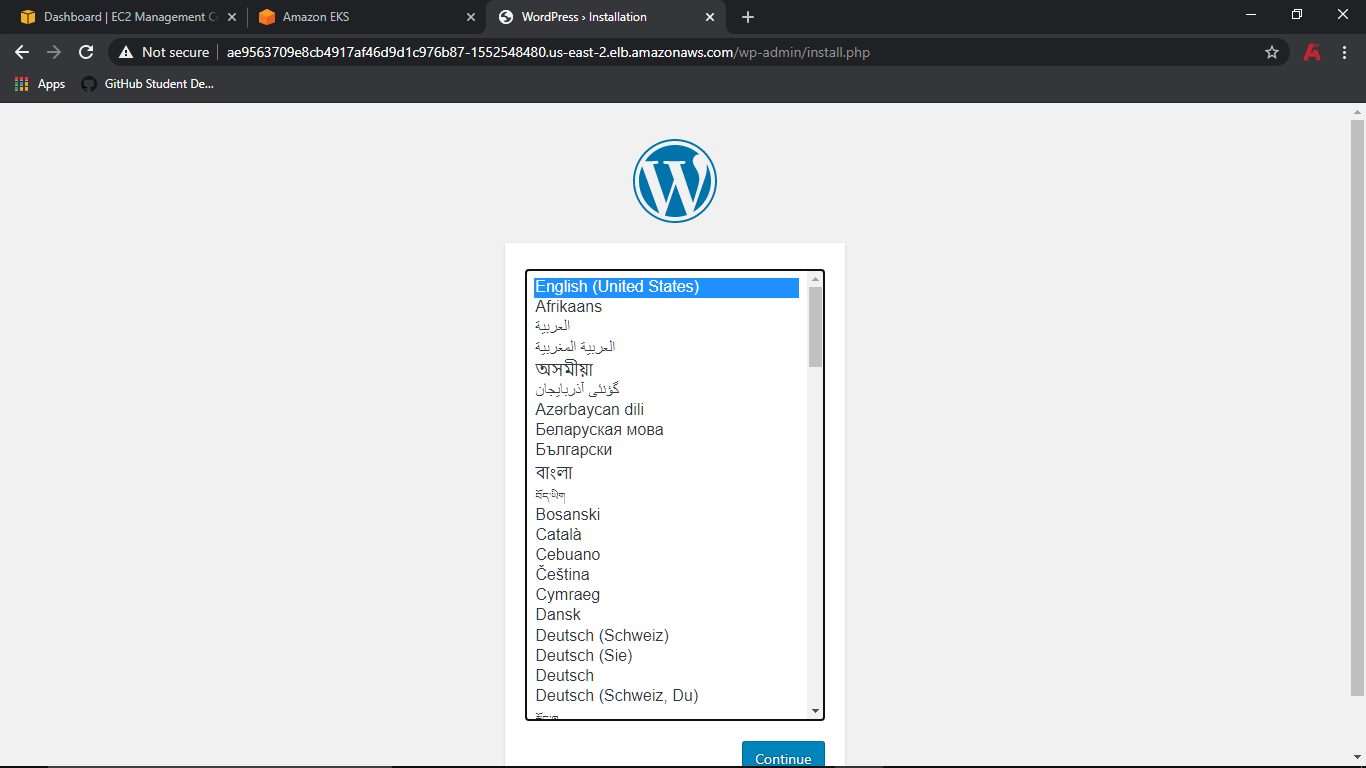 Dashboard | EC2 Management Co
Amazon EKS
WordPress › Installation
Not secure
ae9563709e8cb4917af46d9d1c976b87-1552548480.us-east-2.elb.amazonaws.com/wp-admin/install.php
Apps
GitHub Student De...
English (United States)
Afrikaans
العربية
العربية المغربية
অসমীয়া
گؤنئی آذربایجان
Azərbaycan dili
Беларуская мова
Български
বাংলা
བོད་ཡིག
Bosanski
Català
Cebuano
Čeština
Cymraeg
Dansk
Deutsch (Schweiz)
Deutsch (Sie)
Deutsch
Deutsch (Schweiz, Du)
Continue